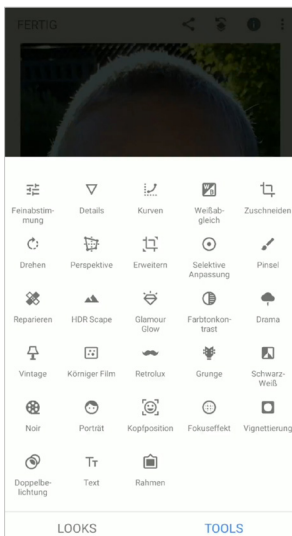 FERTIG
Feinabstim-
mung
Details
Kurven
Weißab-
gleich
Zuschneiden
Drehen
Perspektive
Erweitern
Selektive
Anpassung
Pinsel
Reparieren
HDR Scape
Glamour
Glow
Farbtonkon-
trast
Drama
Vintage
Körniger Film
Retrolux
Grunge
Schwarz-
Weiß
Noir
Porträt
Kopfposition
Fokuseffekt
Vignettierung
Doppelbe-
lichtung
Tт
Text
Rahmen
LOOKS
TOOLS